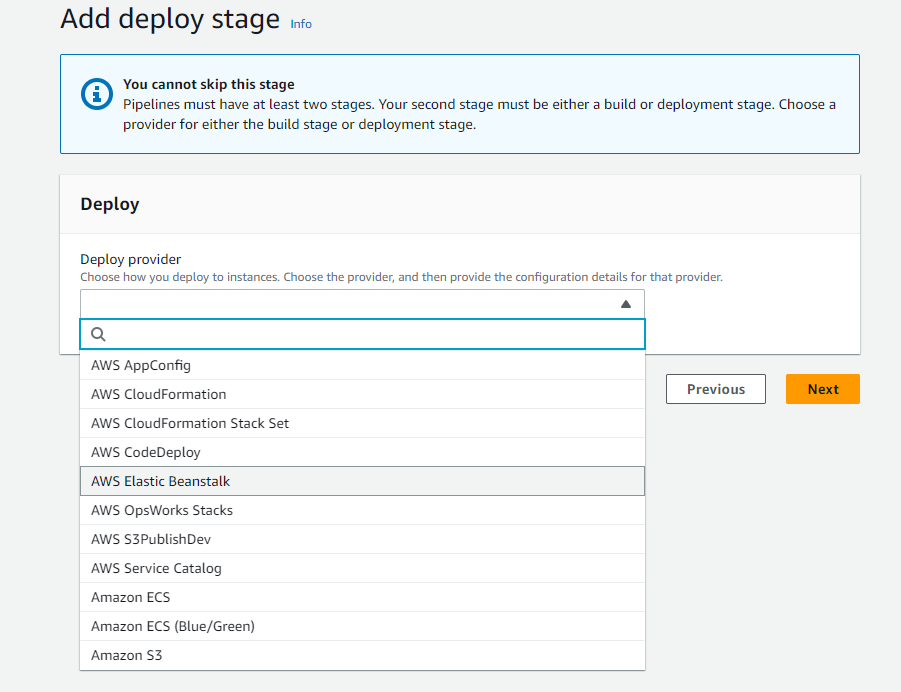 Add deploy stage Info
You cannot skip this stage
Pipelines must have at least two stages. Your second stage must be either a build or deployment stage. Choose a
provider for either the build stage or deployment stage.
Deploy
Deploy provider
Choose how you deploy to instances. Choose the provider, and then provide the configuration details for that provider.
AWS AppConfig
AWS CloudFormation
AWS CloudFormation Stack Set
AWS CodeDeploy
AWS Elastic Beanstalk
AWS OpsWorks Stacks
AWS S3PublishDev
AWS Service Catalog
Amazon ECS
Amazon ECS (Blue/Green)
Amazon S3
Previous
Next